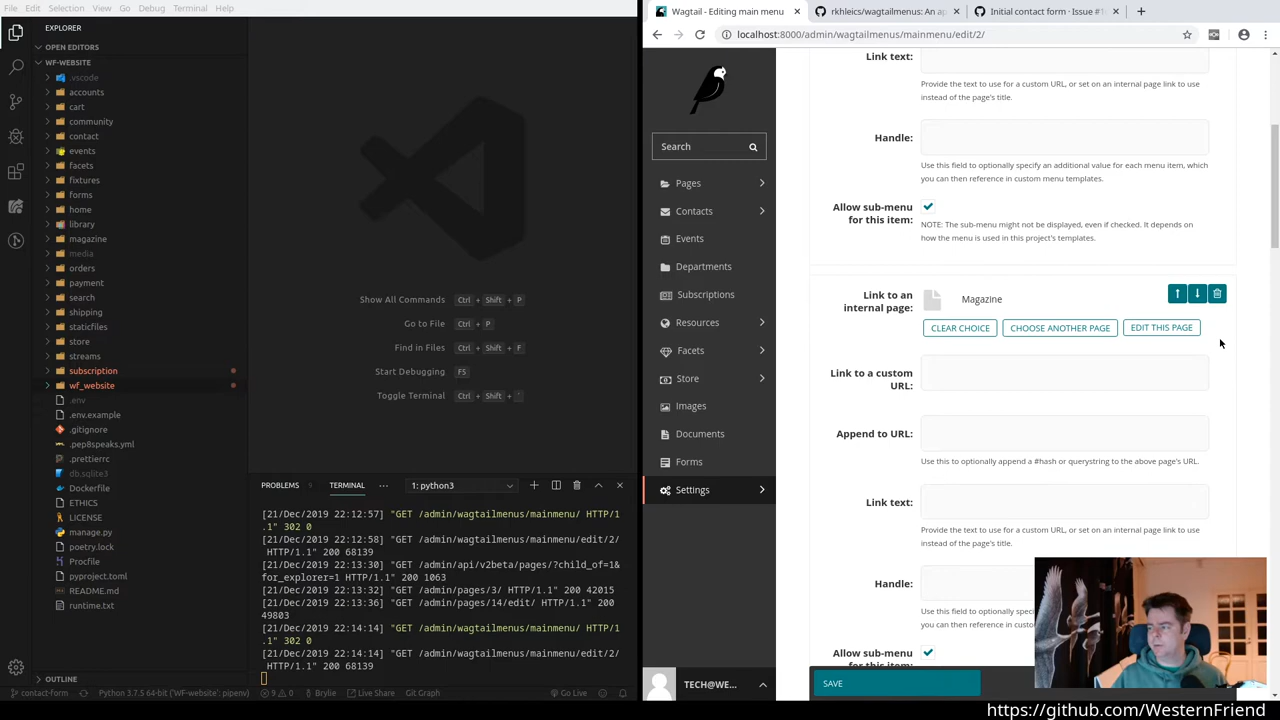 File Edit Selection View Go Debug Terminal Help
EXPLORER
OPEN EDITORS
WF-WEBSITE
.vscode
accounts
cart
community
contact
events
facets
fixtures
forms
home
library
magazine
media
orders
payment
search
shipping
staticfiles
store
streams
subscription
wf_website
.env
.env.example
.gitignore
.pep8speaks.yml
.prettierrc
db.sqlite3
Dockerfile
ETHICS
LICENSE
manage.py
poetry.lock
Procfile
pyproject.toml
README.md
runtime.txt
OUTLINE
Show All Commands Ctrl + Shift + P
Go to File Ctrl + P
Find in Files Ctrl + Shift + F
Start Debugging F5
Toggle Terminal Ctrl + Shift + `
PROBLEMS TERMINAL ··· 1: python3
[21/Dec/2019 22:12:57] "GET /admin/wagtailmenus/mainmenu/ HTTP/1
.1" 302 0
[21/Dec/2019 22:12:58] "GET /admin/wagtailmenus/mainmenu/edit/2/
HTTP/1.1" 200 68139
[21/Dec/2019 22:13:30] "GET /admin/api/v2beta/pages/?child_of=1&
for_explorer=1 HTTP/1.1" 200 1063
[21/Dec/2019 22:13:32] "GET /admin/pages/3/ HTTP/1.1" 200 42015
[21/Dec/2019 22:13:36] "GET /admin/pages/14/edit/ HTTP/1.1" 200
49803
[21/Dec/2019 22:14:14] "GET /admin/wagtailmenus/mainmenu/ HTTP/1
.1" 302 0
[21/Dec/2019 22:14:14] "GET /admin/wagtailmenus/mainmenu/edit/2/
HTTP/1.1" 200 68139
contact-form Python 3.7.5 64-bit ('WF-website': pipenv) 9 0 Brylie Live Share Git Graph Go Live
Wagtail - Editing main menu
rkhleics/wagtailmenus: An ap
Initial contact form · Issue #1
localhost:8000/admin/wagtailmenus/mainmenu/edit/2/
Search
Pages
Contacts
Events
Departments
Subscriptions
Resources
Facets
Store
Images
Documents
Forms
Settings
TECH@WE...
Link text:
Provide the text to use for a custom URL, or set on an internal page link to use
instead of the page's title.
Handle:
Use this field to optionally specify an additional value for each menu item, which
you can then reference in custom menu templates.
Allow sub-menu
for this item:
NOTE: The sub-menu might not be displayed, even if checked. It depends on
how the menu is used in this project's templates.
Link to an
internal page:
Magazine
CLEAR CHOICE CHOOSE ANOTHER PAGE EDIT THIS PAGE
Link to a custom
URL:
Append to URL:
Use this to optionally append a #hash or querystring to the above page's URL.
Link text:
Provide the text to use for a custom URL, or set on an internal page link to use
instead of the page's title.
Handle:
Use this field to optionally
you can then reference in
Allow sub-menu
for this item:
SAVE
https://github.com/WesternFriend